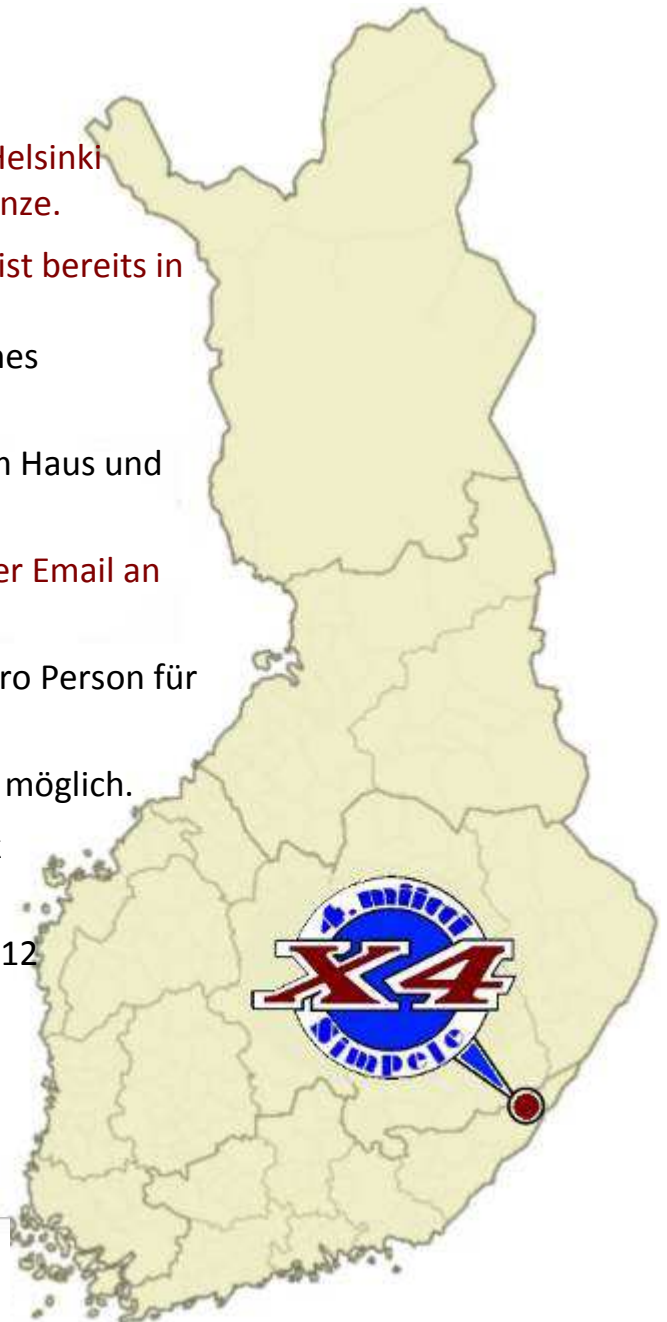 Helsinki
nze.
ist bereits in
nes
Haus und
er Email an
ro Person für
möglich.
12
4. miitti
X4
Simpele